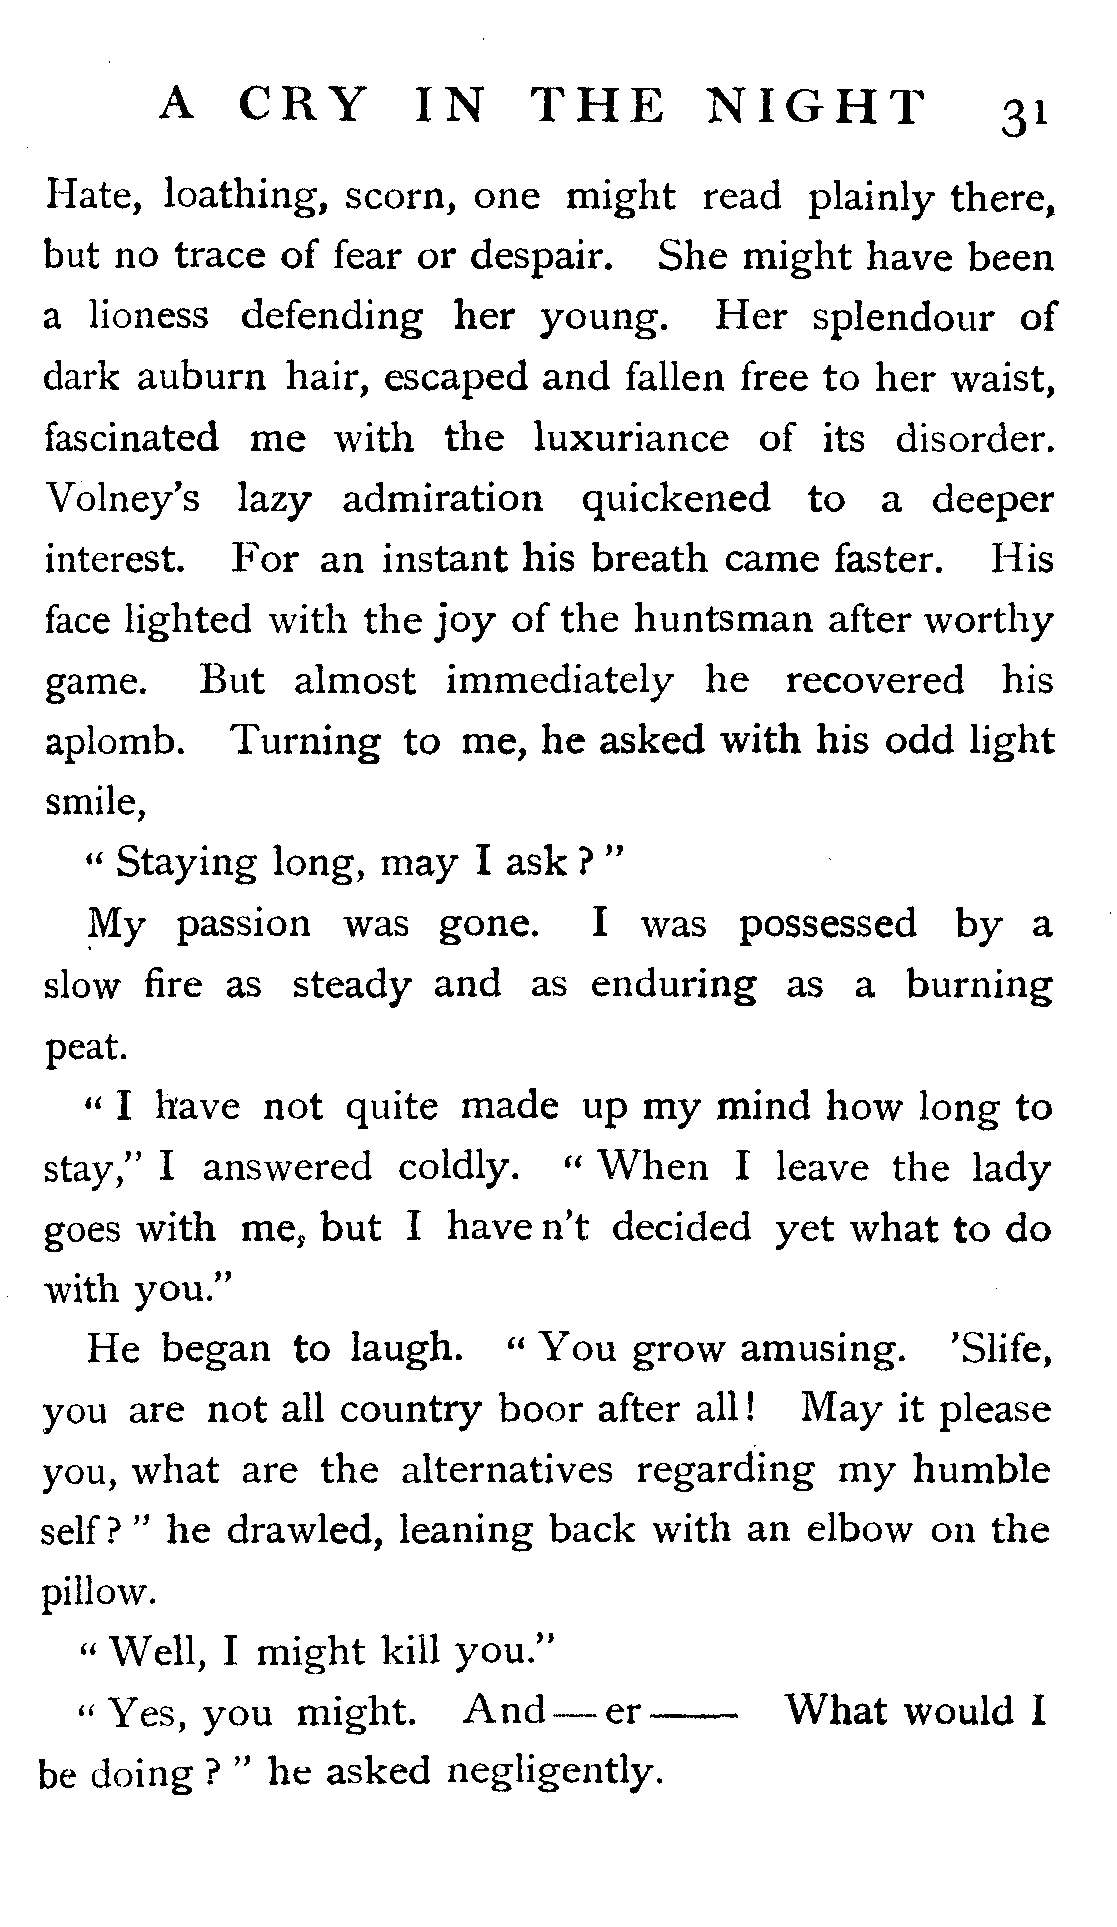 A CRY IN THE NIGHT 31
Hate, loathing, scorn, one might read plainly there,
but no trace of fear or despair. She might have been
a lioness defending her young. Her splendour of
dark auburn hair, escaped and fallen free to her waist,
fascinated me with the luxuriance of its disorder.
Volney's lazy admiration quickened to a deeper
interest. For an instant his breath came faster. His
face lighted with the joy of the huntsman after worthy
game. But almost immediately he recovered his
aplomb. Turning to me, he asked with his odd light
smile,
“ Staying long, may I ask ? ”
My passion was gone. I was possessed by a
slow fire as steady and as enduring as a burning
peat.
“ I have not quite made up my mind how long to
stay,” I answered coldly. “ When I leave the lady
goes with me, but I have n't decided yet what to do
with you.”
He began to laugh. “ You grow amusing. 'Slife,
you are not all country boor after all! May it please
you, what are the alternatives regarding my humble
self ? ” he drawled, leaning back with an elbow on the
pillow.
“ Well, I might kill you.”
“ Yes, you might. And — er —— What would I
be doing ? ” he asked negligently.